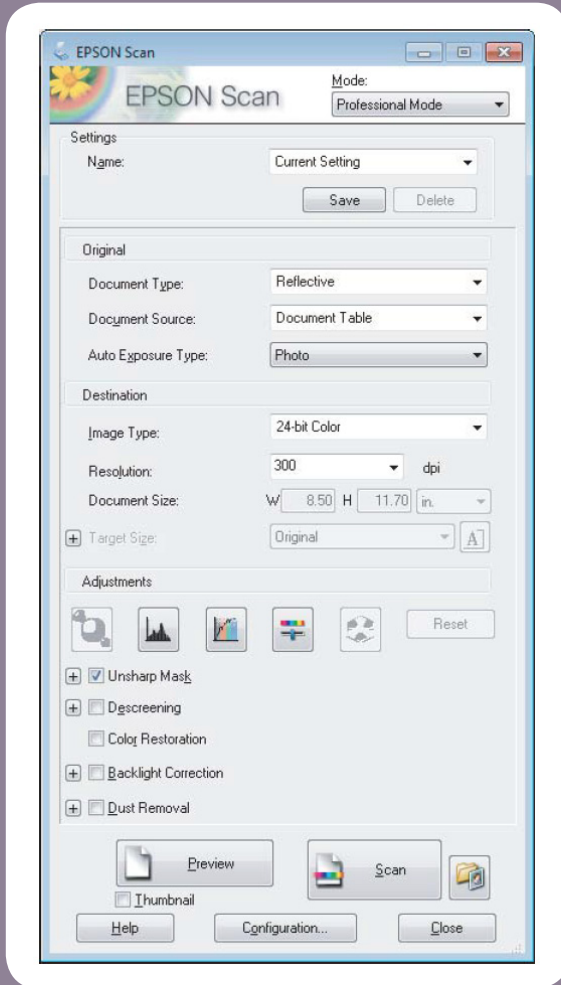 EPSON Scan
EPSON Scan
Mode:
Professional Mode
Settings
Name: Current Setting
Save Delete
Original
Document Type: Reflective
Document Source: Document Table
Auto Exposure Type: Photo
Destination
Image Type: 24-bit Color
Resolution: 300 dpi
Document Size: W 8.50 H 11.70 in.
Target Size: Original A
Adjustments
Reset
Unsharp Mask
Descreening
Color Restoration
Backlight Correction
Dust Removal
Preview Scan
Thumbnail
Help Configuration... Close